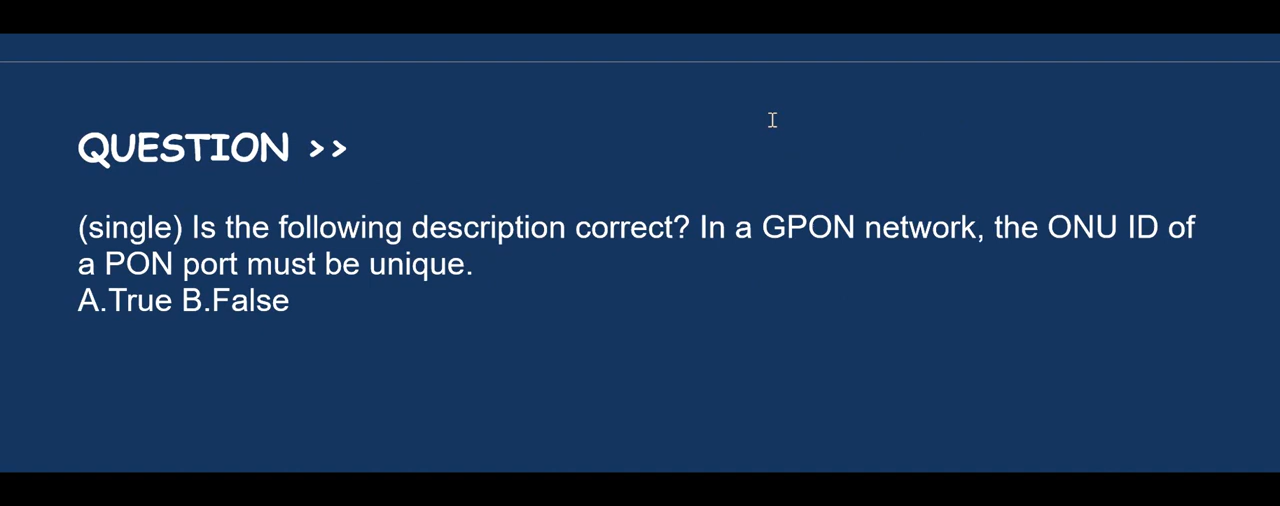 QUESTION >>
(single) Is the following description correct? In a GPON network, the ONU ID of
a PON port must be unique.
A.True B.False